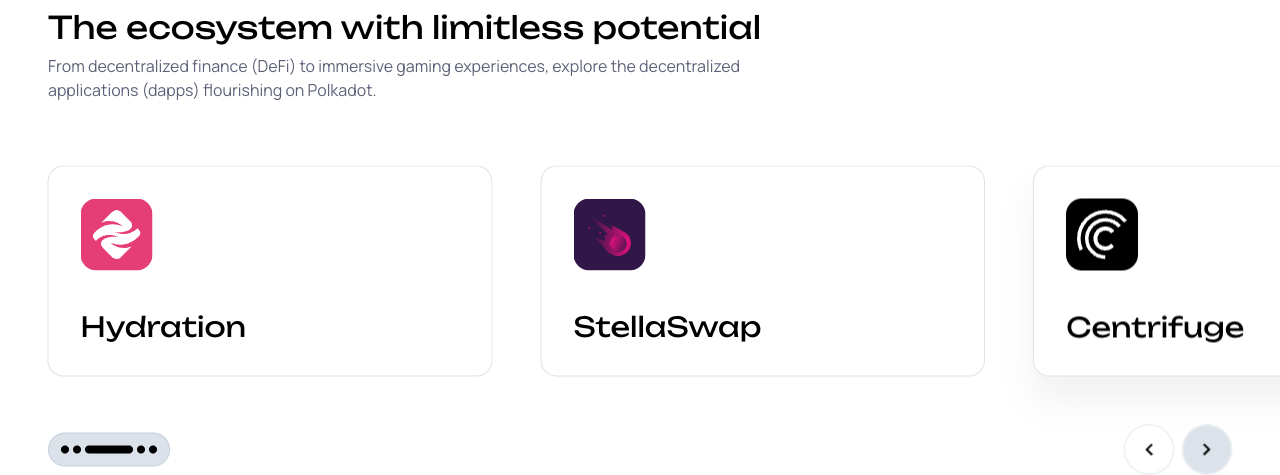 The ecosystem with limitless potential
From decentralized finance (DeFi) to immersive gaming experiences, explore the decentralized
applications (dapps) flourishing on Polkadot.
Hydration
StellaSwap
Centrifuge